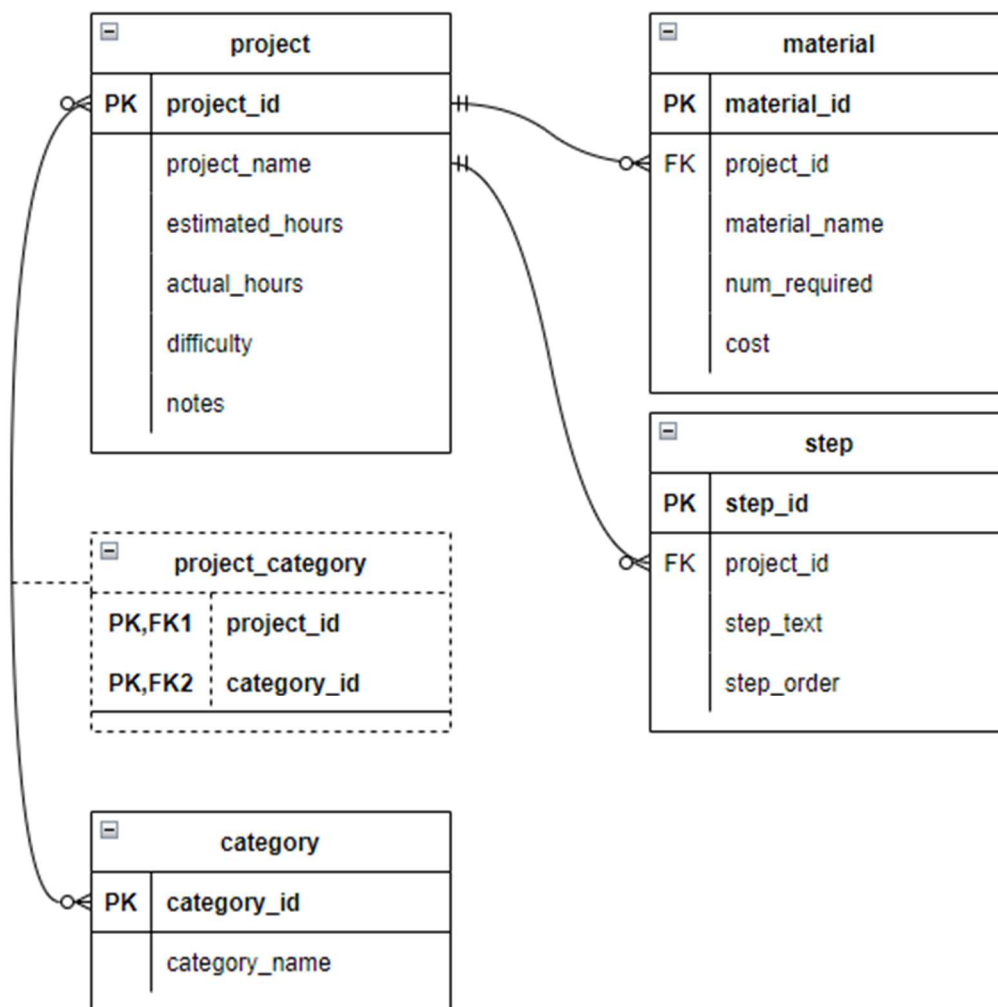 project
PK project_id
project_name
estimated_hours
actual_hours
difficulty
notes
material
PK material_id
FK project_id
material_name
num_required
cost
step
PK step_id
FK project_id
step_text
step_order
project_category
PK,FK1 project_id
PK,FK2 category_id
category
PK category_id
category_name